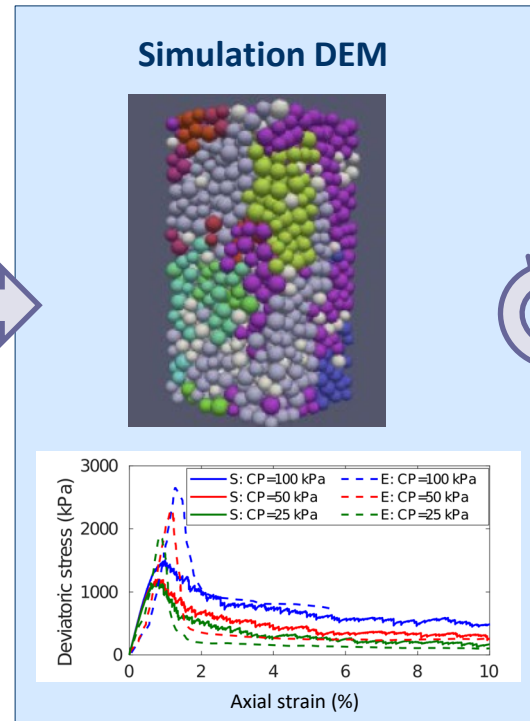 Simulation DEM
3000
2000
1000
0
Deviatoric stress (kPa)
S: CP=100 kPa E: CP=100 kPa
S: CP=50 kPa E: CP=50 kPa
S: CP=25 kPa E: CP=25 kPa
0 2 4 6 8 10
Axial strain (%)